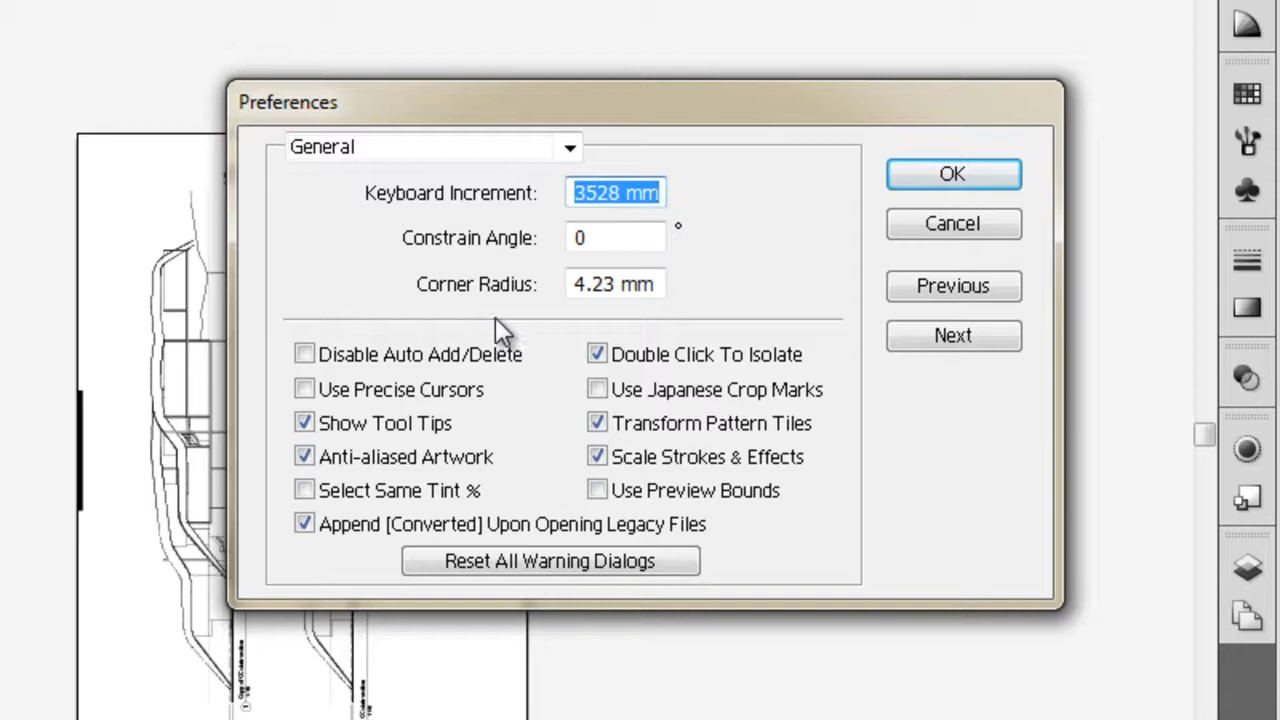 Preferences
General
Keyboard Increment: 3528 mm
Constrain Angle: 0 °
Corner Radius: 4.23 mm
OK
Cancel
Previous
Next
Disable Auto Add/Delete
Double Click To Isolate
Use Precise Cursors
Use Japanese Crop Marks
Show Tool Tips
Transform Pattern Tiles
Anti-aliased Artwork
Scale Strokes & Effects
Select Same Tint %
Use Preview Bounds
Append [Converted] Upon Opening Legacy Files
Reset All Warning Dialogs